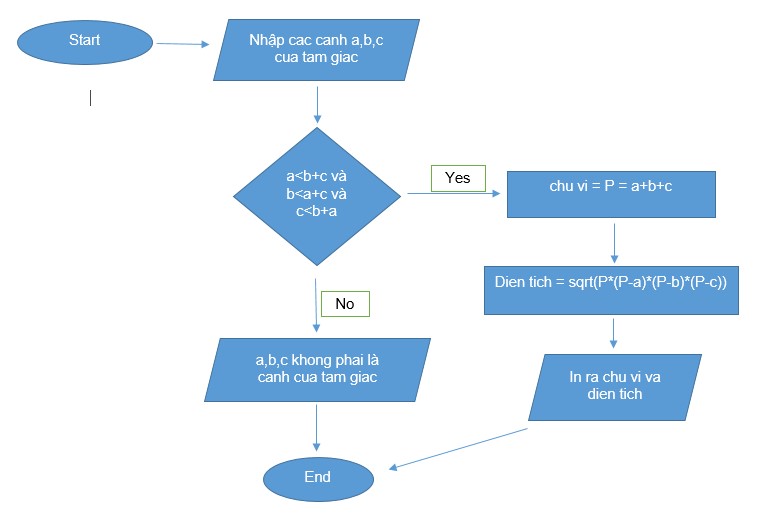 Start
Nhập cac canh a,b,c
cua tam giac
a<b+c và
b<a+c và
c<b+a
Yes
chu vi = P = a+b+c
Dien tich = sqrt(P*(P-a)*(P-b)*(P-c))
In ra chu vi va
dien tich
No
a,b,c khong phai là
canh cua tam giac
End